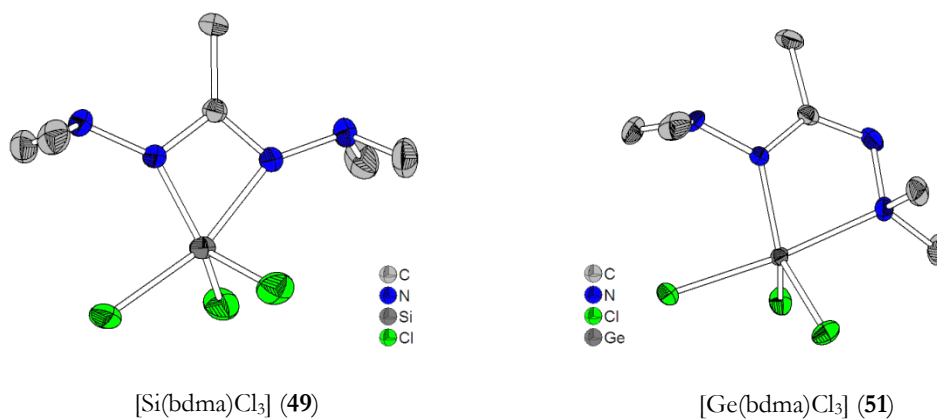 C
N
Si
Cl
C
N
Cl
Ge
[Si(bdma)Cl₃] (49)
[Ge(bdma)Cl₃] (51)